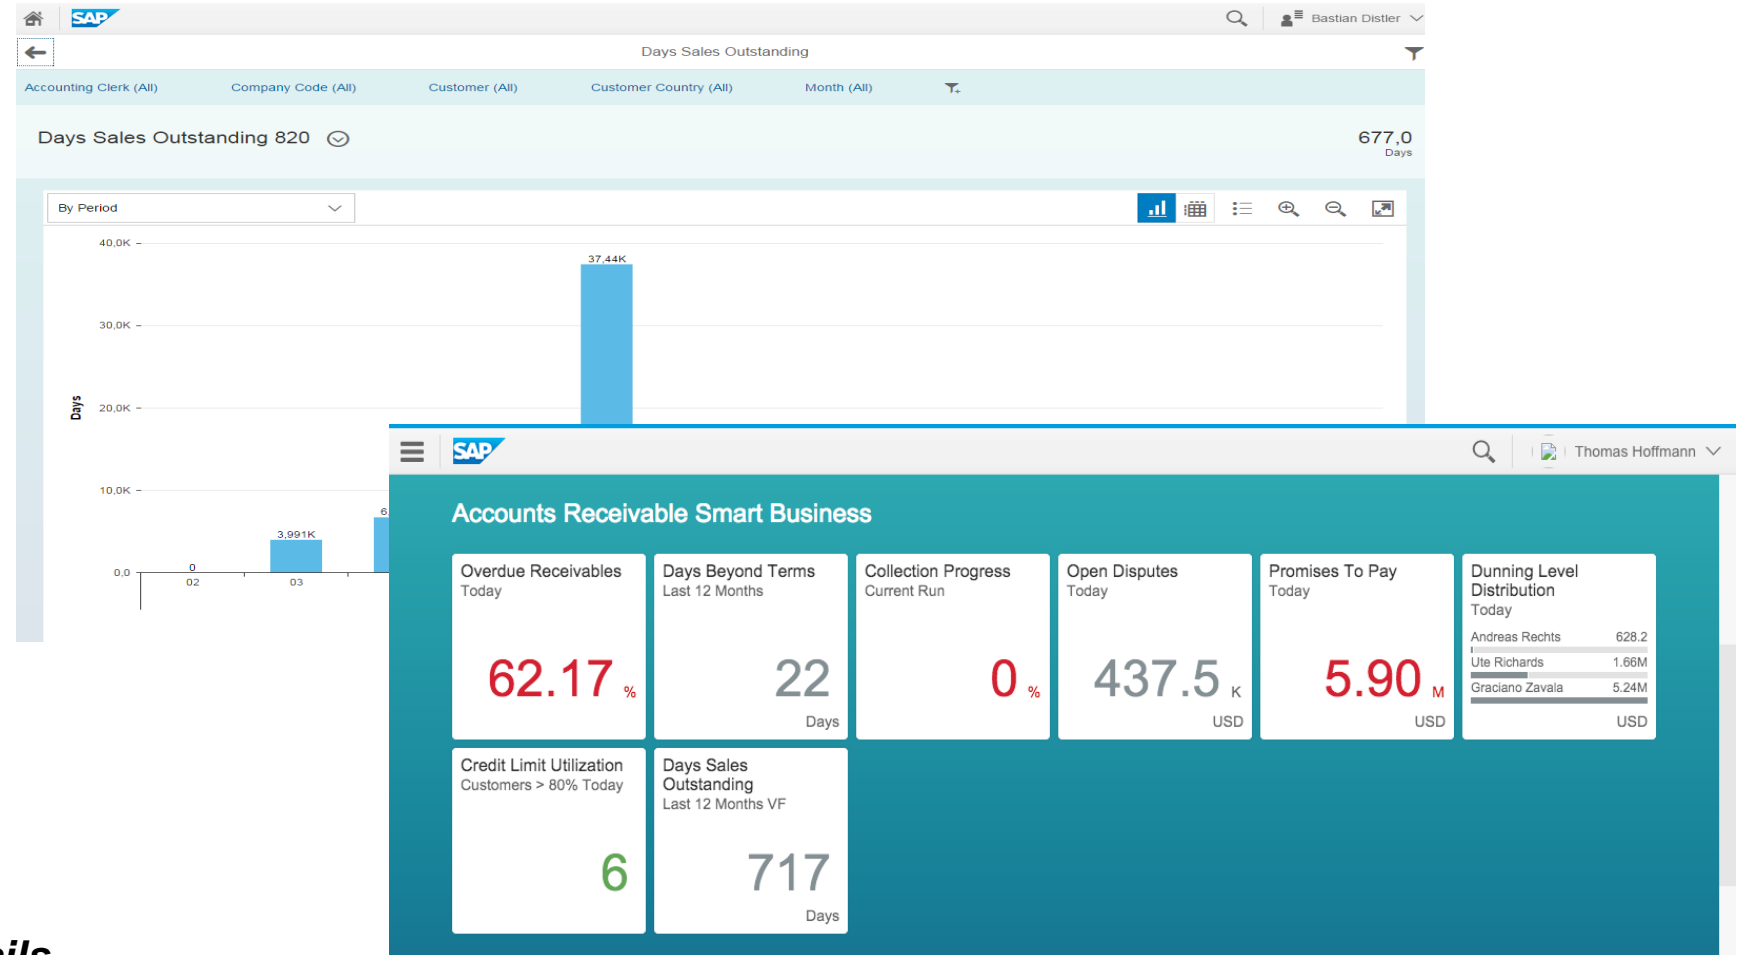 SAP
Bastian Distler
Days Sales Outstanding
Accounting Clerk (All) Company Code (All) Customer (All) Customer Country (All) Month (All)
Days Sales Outstanding 820
677,0
Days
By Period
40,0K
37,44K
30,0K
Days
20,0K
10,0K
3,991K
6
0
0,0
02 03
SAP
Thomas Hoffmann
Accounts Receivable Smart Business
Overdue Receivables
Today
62.17 %
Days Beyond Terms
Last 12 Months
22
Days
Collection Progress
Current Run
0 %
Open Disputes
Today
437.5 K
USD
Promises To Pay
Today
5.90 M
USD
Dunning Level
Distribution
Today
Andreas Rechts 628.2
Ute Richards 1.66M
Graciano Zavala 5.24M
USD
Credit Limit Utilization
Customers > 80% Today
6
Days Sales
Outstanding
Last 12 Months VF
717
Days